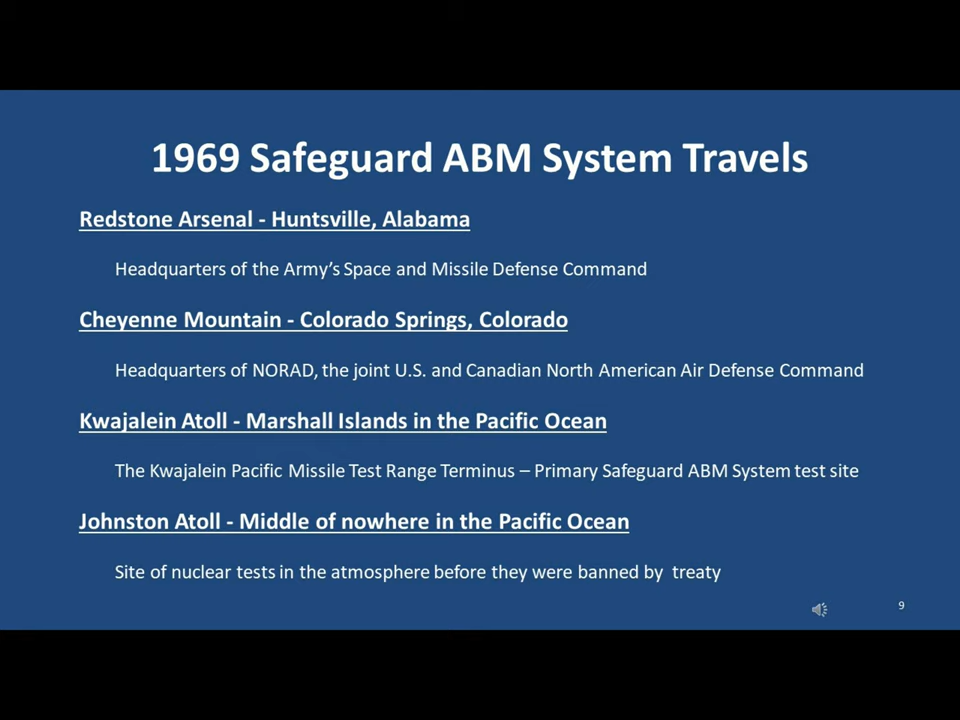 1969 Safeguard ABM System Travels
Redstone Arsenal - Huntsville, Alabama
Headquarters of the Army’s Space and Missile Defense Command
Cheyenne Mountain - Colorado Springs, Colorado
Headquarters of NORAD, the joint U.S. and Canadian North American Air Defense Command
Kwajalein Atoll - Marshall Islands in the Pacific Ocean
The Kwajalein Pacific Missile Test Range Terminus – Primary Safeguard ABM System test site
Johnston Atoll - Middle of nowhere in the Pacific Ocean
Site of nuclear tests in the atmosphere before they were banned by  treaty
9